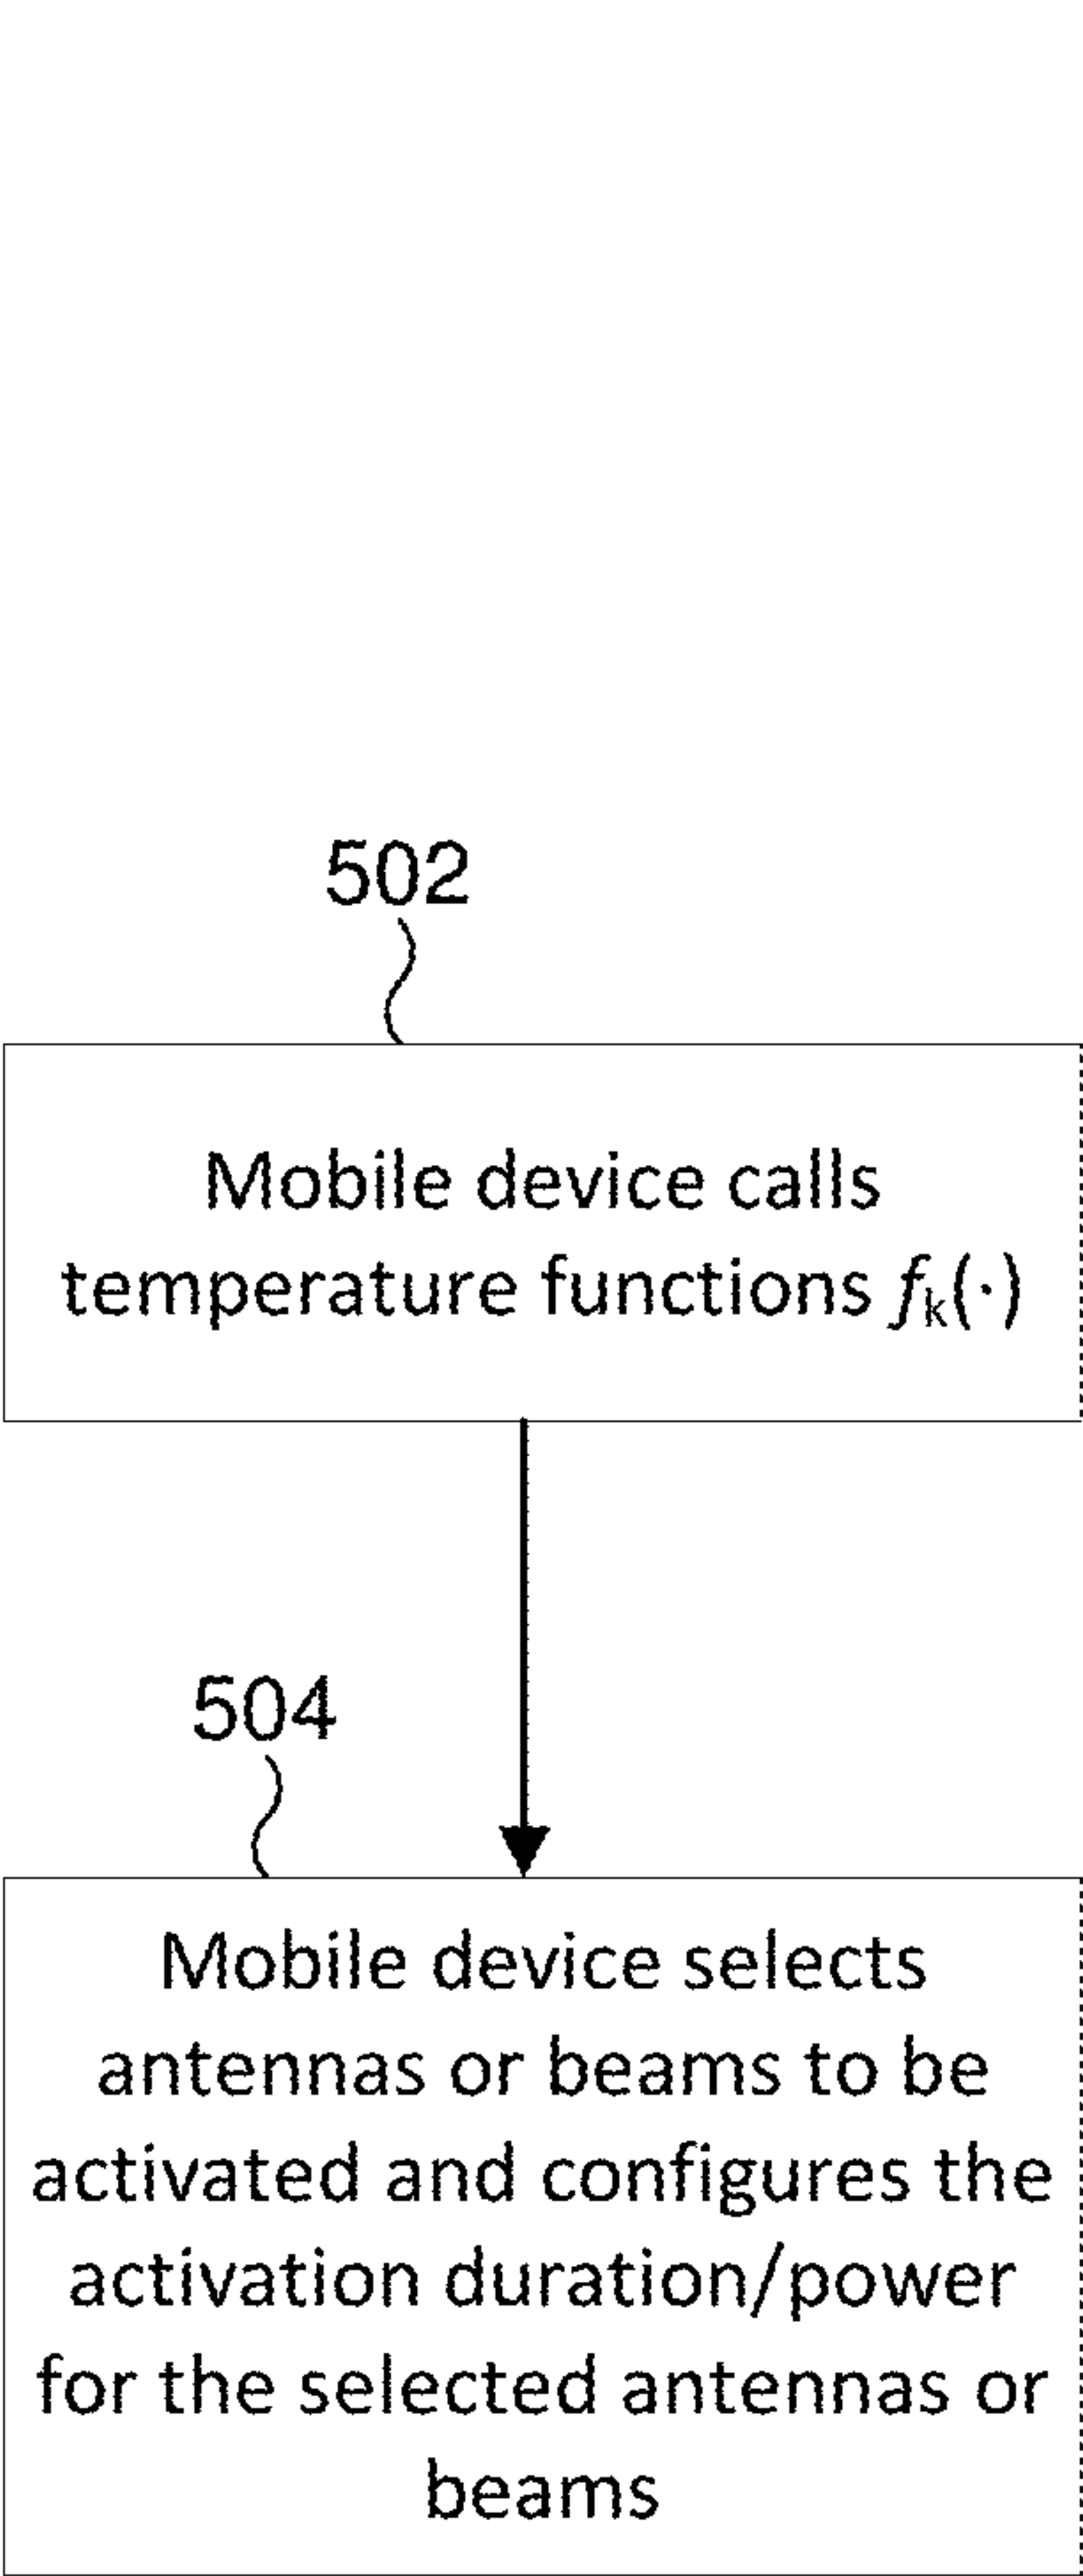 502
Mobile device calls
temperature functions fk(·)
504
Mobile device selects
antennas or beams to be
activated and configures the
activation duration/power
for the selected antennas or
beams